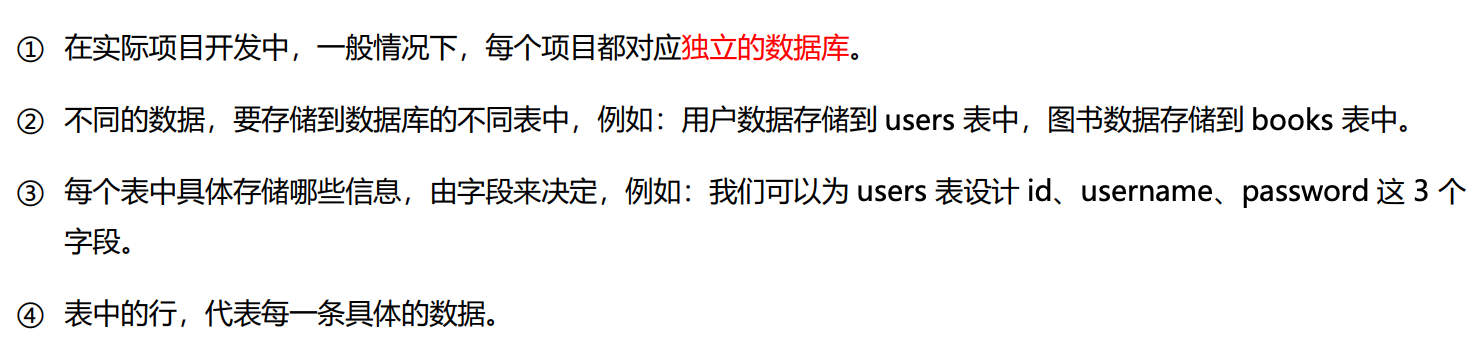 ① 在实际项目开发中，一般情况下，每个项目都对应独立的数据库。
② 不同的数据，要存储到数据库的不同表中，例如：用户数据存储到 users 表中，图书数据存储到 books 表中。
③ 每个表中具体存储哪些信息，由字段来决定，例如：我们可以为 users 表设计 id、username、password 这 3 个
字段。
④ 表中的行，代表每一条具体的数据。